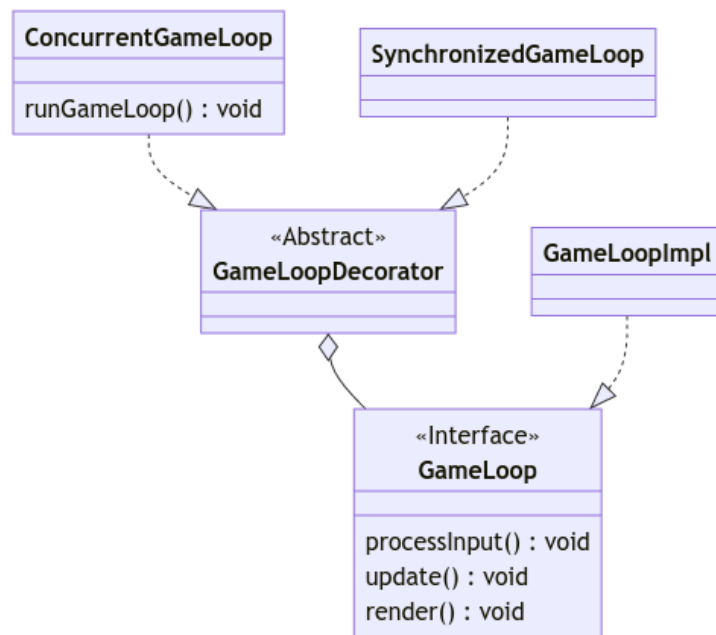 ConcurrentGameLoop
runGameLoop() : void
SynchronizedGameLoop
«Abstract»
GameLoopDecorator
GameLoopImpl
«Interface»
GameLoop
processInput() : void
update() : void
render() : void